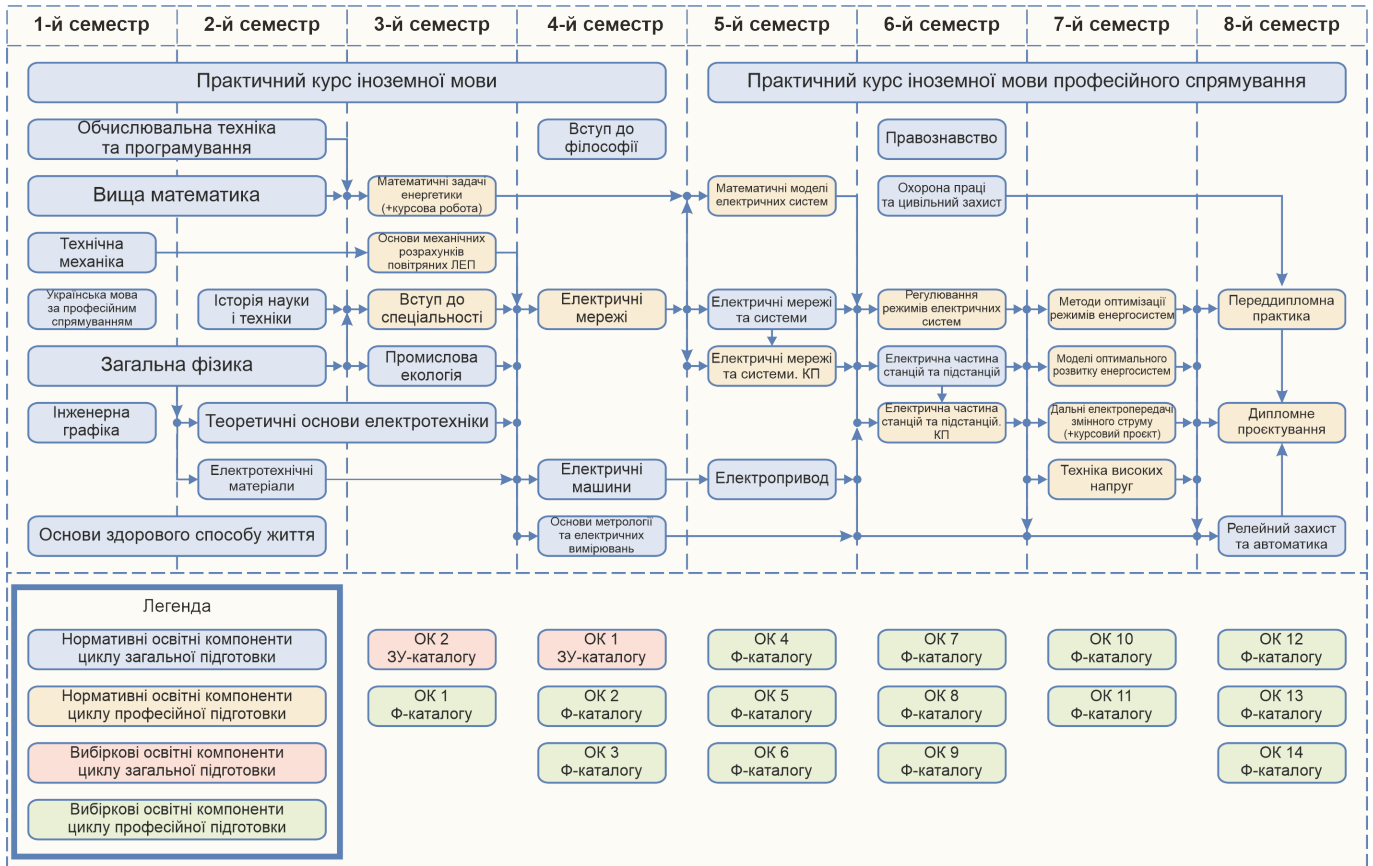 1-й семестр
2-й семестр
3-й семестр
4-й семестр
5-й семестр
6-й семестр
7-й семестр
8-й семестр
Практичний курс іноземної мови
Практичний курс іноземної мови професійного спрямування
Обчислювальна техніка
та програмування
Вступ до
філософії
Правознавство
Вища математика
Математичні задачі
енергетики
(+курсова робота)
Математичні моделі
електричних систем
Охорона праці
та цивільний захист
Технічна
механіка
Основи механічних
розрахунків
повітряних ЛЕП
Українська мова
за професійним
спрямуванням
Історія науки
і техніки
Вступ до
спеціальності
Електричні
мережі
Електричні мережі
та системи
Регулювання
режимів електричних
систем
Методи оптимізації
режимів енергосистем
Переддипломна
практика
Загальна фізика
Промислова
екологія
Електричні мережі
та системи. КП
Електрична частина
станцій та підстанцій
Моделі оптимального
розвитку енергосистем
Інженерна
графіка
Теоретичні основи електротехніки
Електрична частина
станцій та підстанцій.
КП
Дальні електропередачі
змінного струму
(+курсовий проєкт)
Дипломне
проєктування
Електротехнічні
матеріали
Електричні
машини
Електропривод
Техніка високих
напруг
Основи здорового способу життя
Основи метрології
та електричних
вимірювань
Релейний захист
та автоматика
Легенда
Нормативні освітні компоненти
циклу загальної підготовки
Нормативні освітні компоненти
циклу професійної підготовки
Вибіркові освітні компоненти
циклу загальної підготовки
Вибіркові освітні компоненти
циклу професійної підготовки
ОК 2
ЗУ-каталогу
ОК 1
ЗУ-каталогу
ОК 4
Ф-каталогу
ОК 7
Ф-каталогу
ОК 10
Ф-каталогу
ОК 12
Ф-каталогу
ОК 1
Ф-каталогу
ОК 2
Ф-каталогу
ОК 5
Ф-каталогу
ОК 8
Ф-каталогу
ОК 11
Ф-каталогу
ОК 13
Ф-каталогу
ОК 3
Ф-каталогу
ОК 6
Ф-каталогу
ОК 9
Ф-каталогу
ОК 14
Ф-каталогу